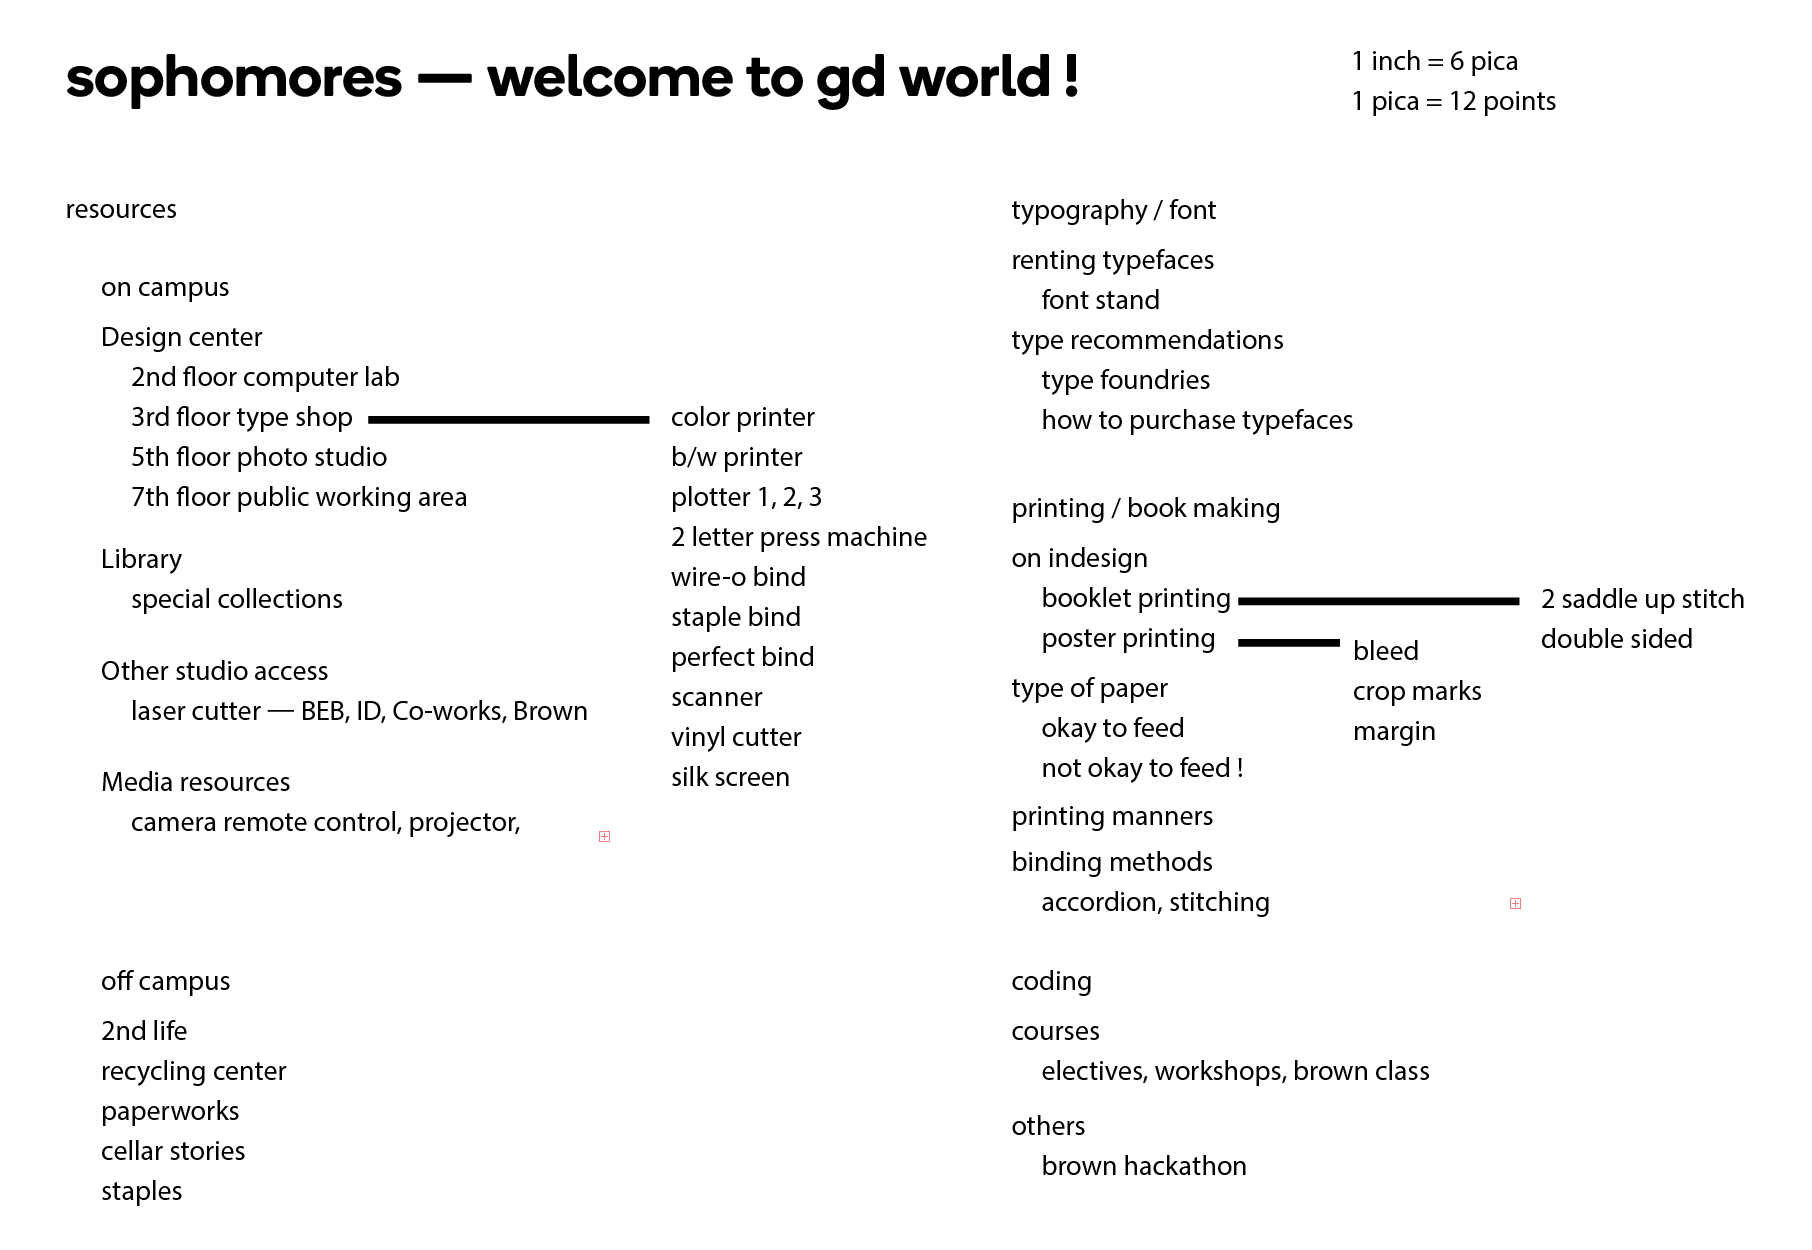 sophomores — welcome to gd world !
1 inch = 6 pica
1 pica = 12 points
resources
on campus
Design center
2nd floor computer lab
3rd floor type shop
5th floor photo studio
7th floor public working area
color printer
b/w printer
plotter 1, 2, 3
2 letter press machine
wire-o bind
staple bind
perfect bind
scanner
vinyl cutter
silk screen
Library
special collections
Other studio access
laser cutter — BEB, ID, Co-works, Brown
Media resources
camera remote control, projector,
off campus
2nd life
recycling center
paperworks
cellar stories
staples
typography / font
renting typefaces
font stand
type recommendations
type foundries
how to purchase typefaces
printing / book making
on indesign
booklet printing
2 saddle up stitch
double sided
poster printing
bleed
crop marks
margin
type of paper
okay to feed
not okay to feed !
printing manners
binding methods
accordion, stitching
coding
courses
electives, workshops, brown class
others
brown hackathon